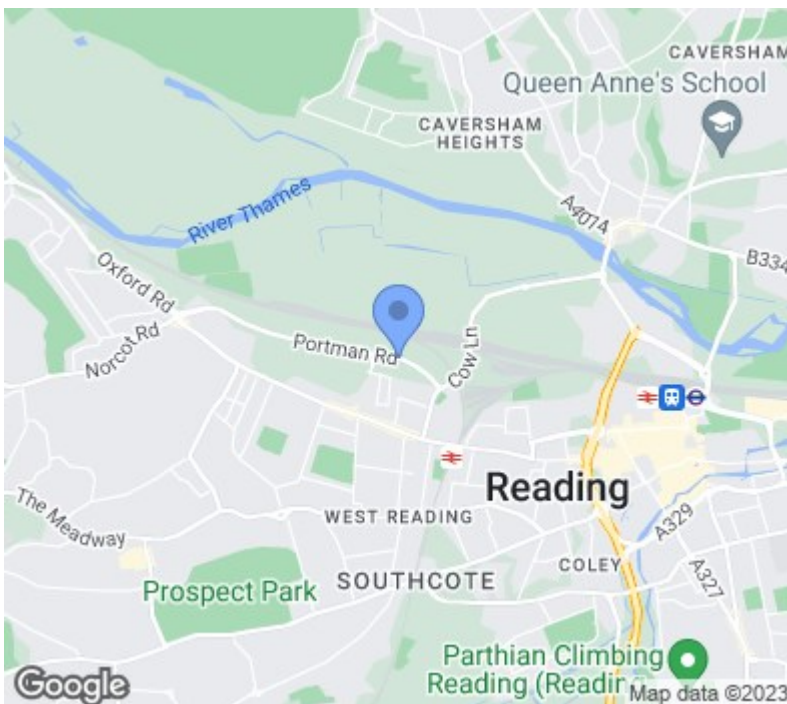 CAVERSHAM
Queen Anne's School
CAVERSHAM
HEIGHTS
A4074
River Thames
B334
Oxford Rd
Norcot Rd
Portman Rd
Cow Ln
Reading
The Meadway
WEST READING
A329
COLEY
A327
SOUTHCOTE
Prospect Park
Parthian Climbing
Reading (Reading
Google
Map data ©2023